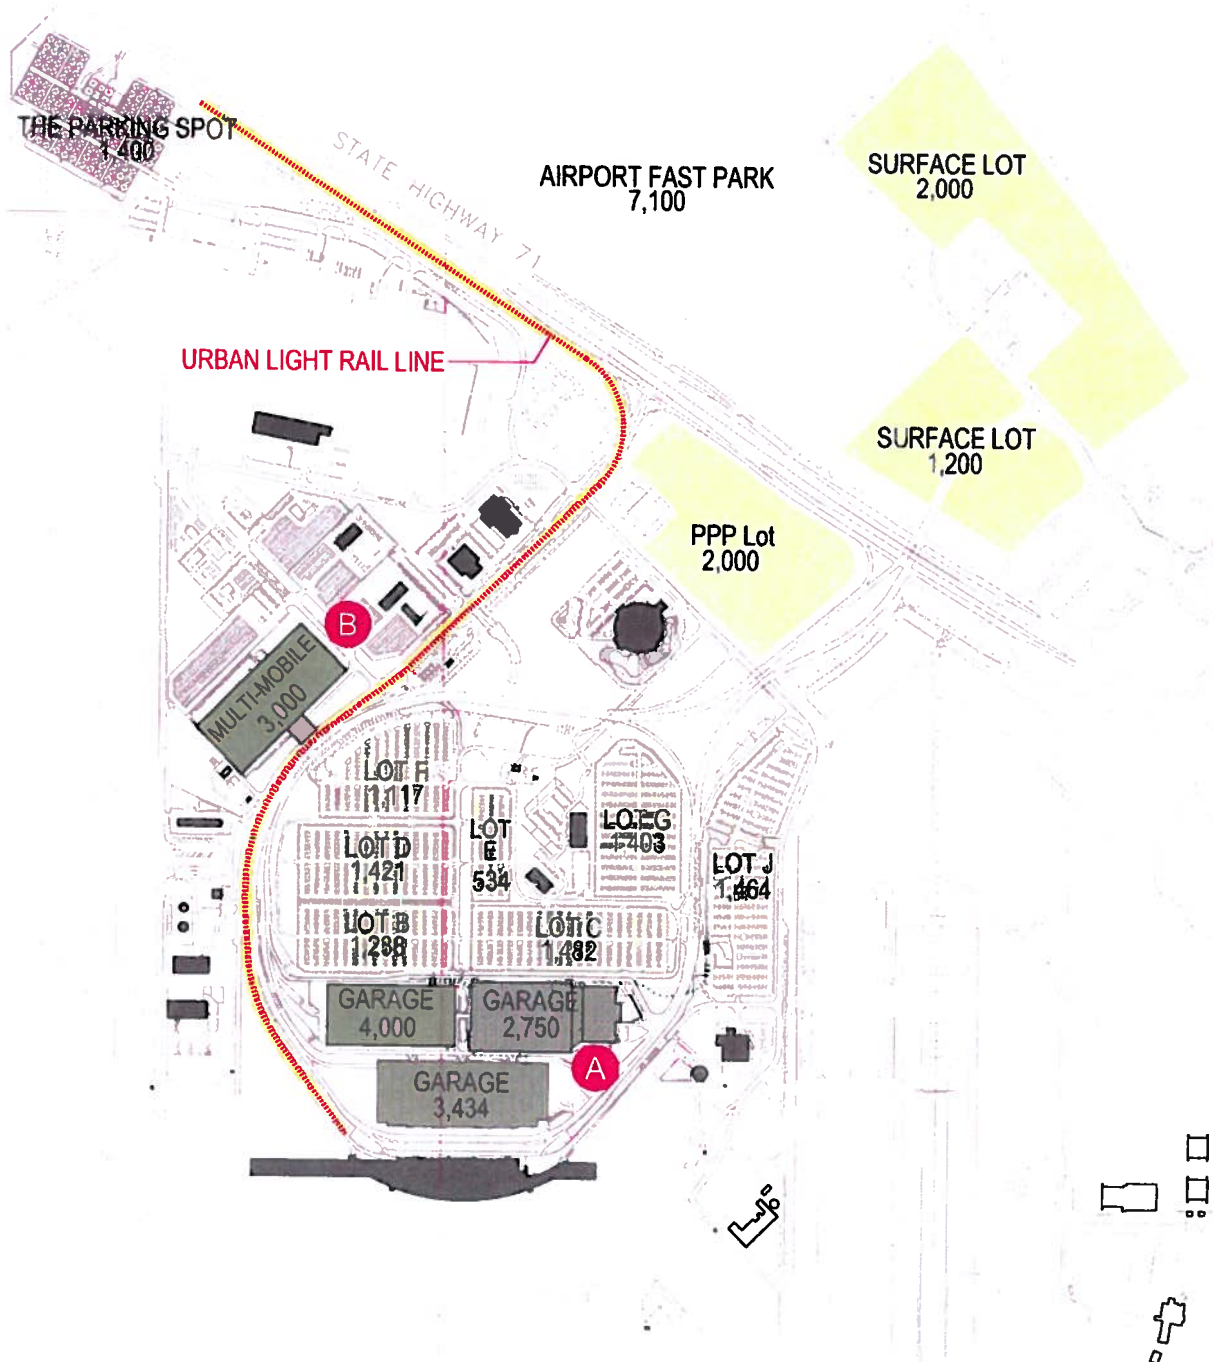 THE PARKING SPOT
1,400
STATE HIGHWAY 71
AIRPORT FAST PARK
7,100
SURFACE LOT
2,000
URBAN LIGHT RAIL LINE
SURFACE LOT
1,200
PPP Lot
2,000
B
MULTI-MOBILE
3,000
LOT F
1,117
LOT D
1,421
LOT
E
534
LOT G
1,403
LOT J
1,464
LOT B
1,288
LOT C
1,482
GARAGE
4,000
GARAGE
2,750
A
GARAGE
3,434